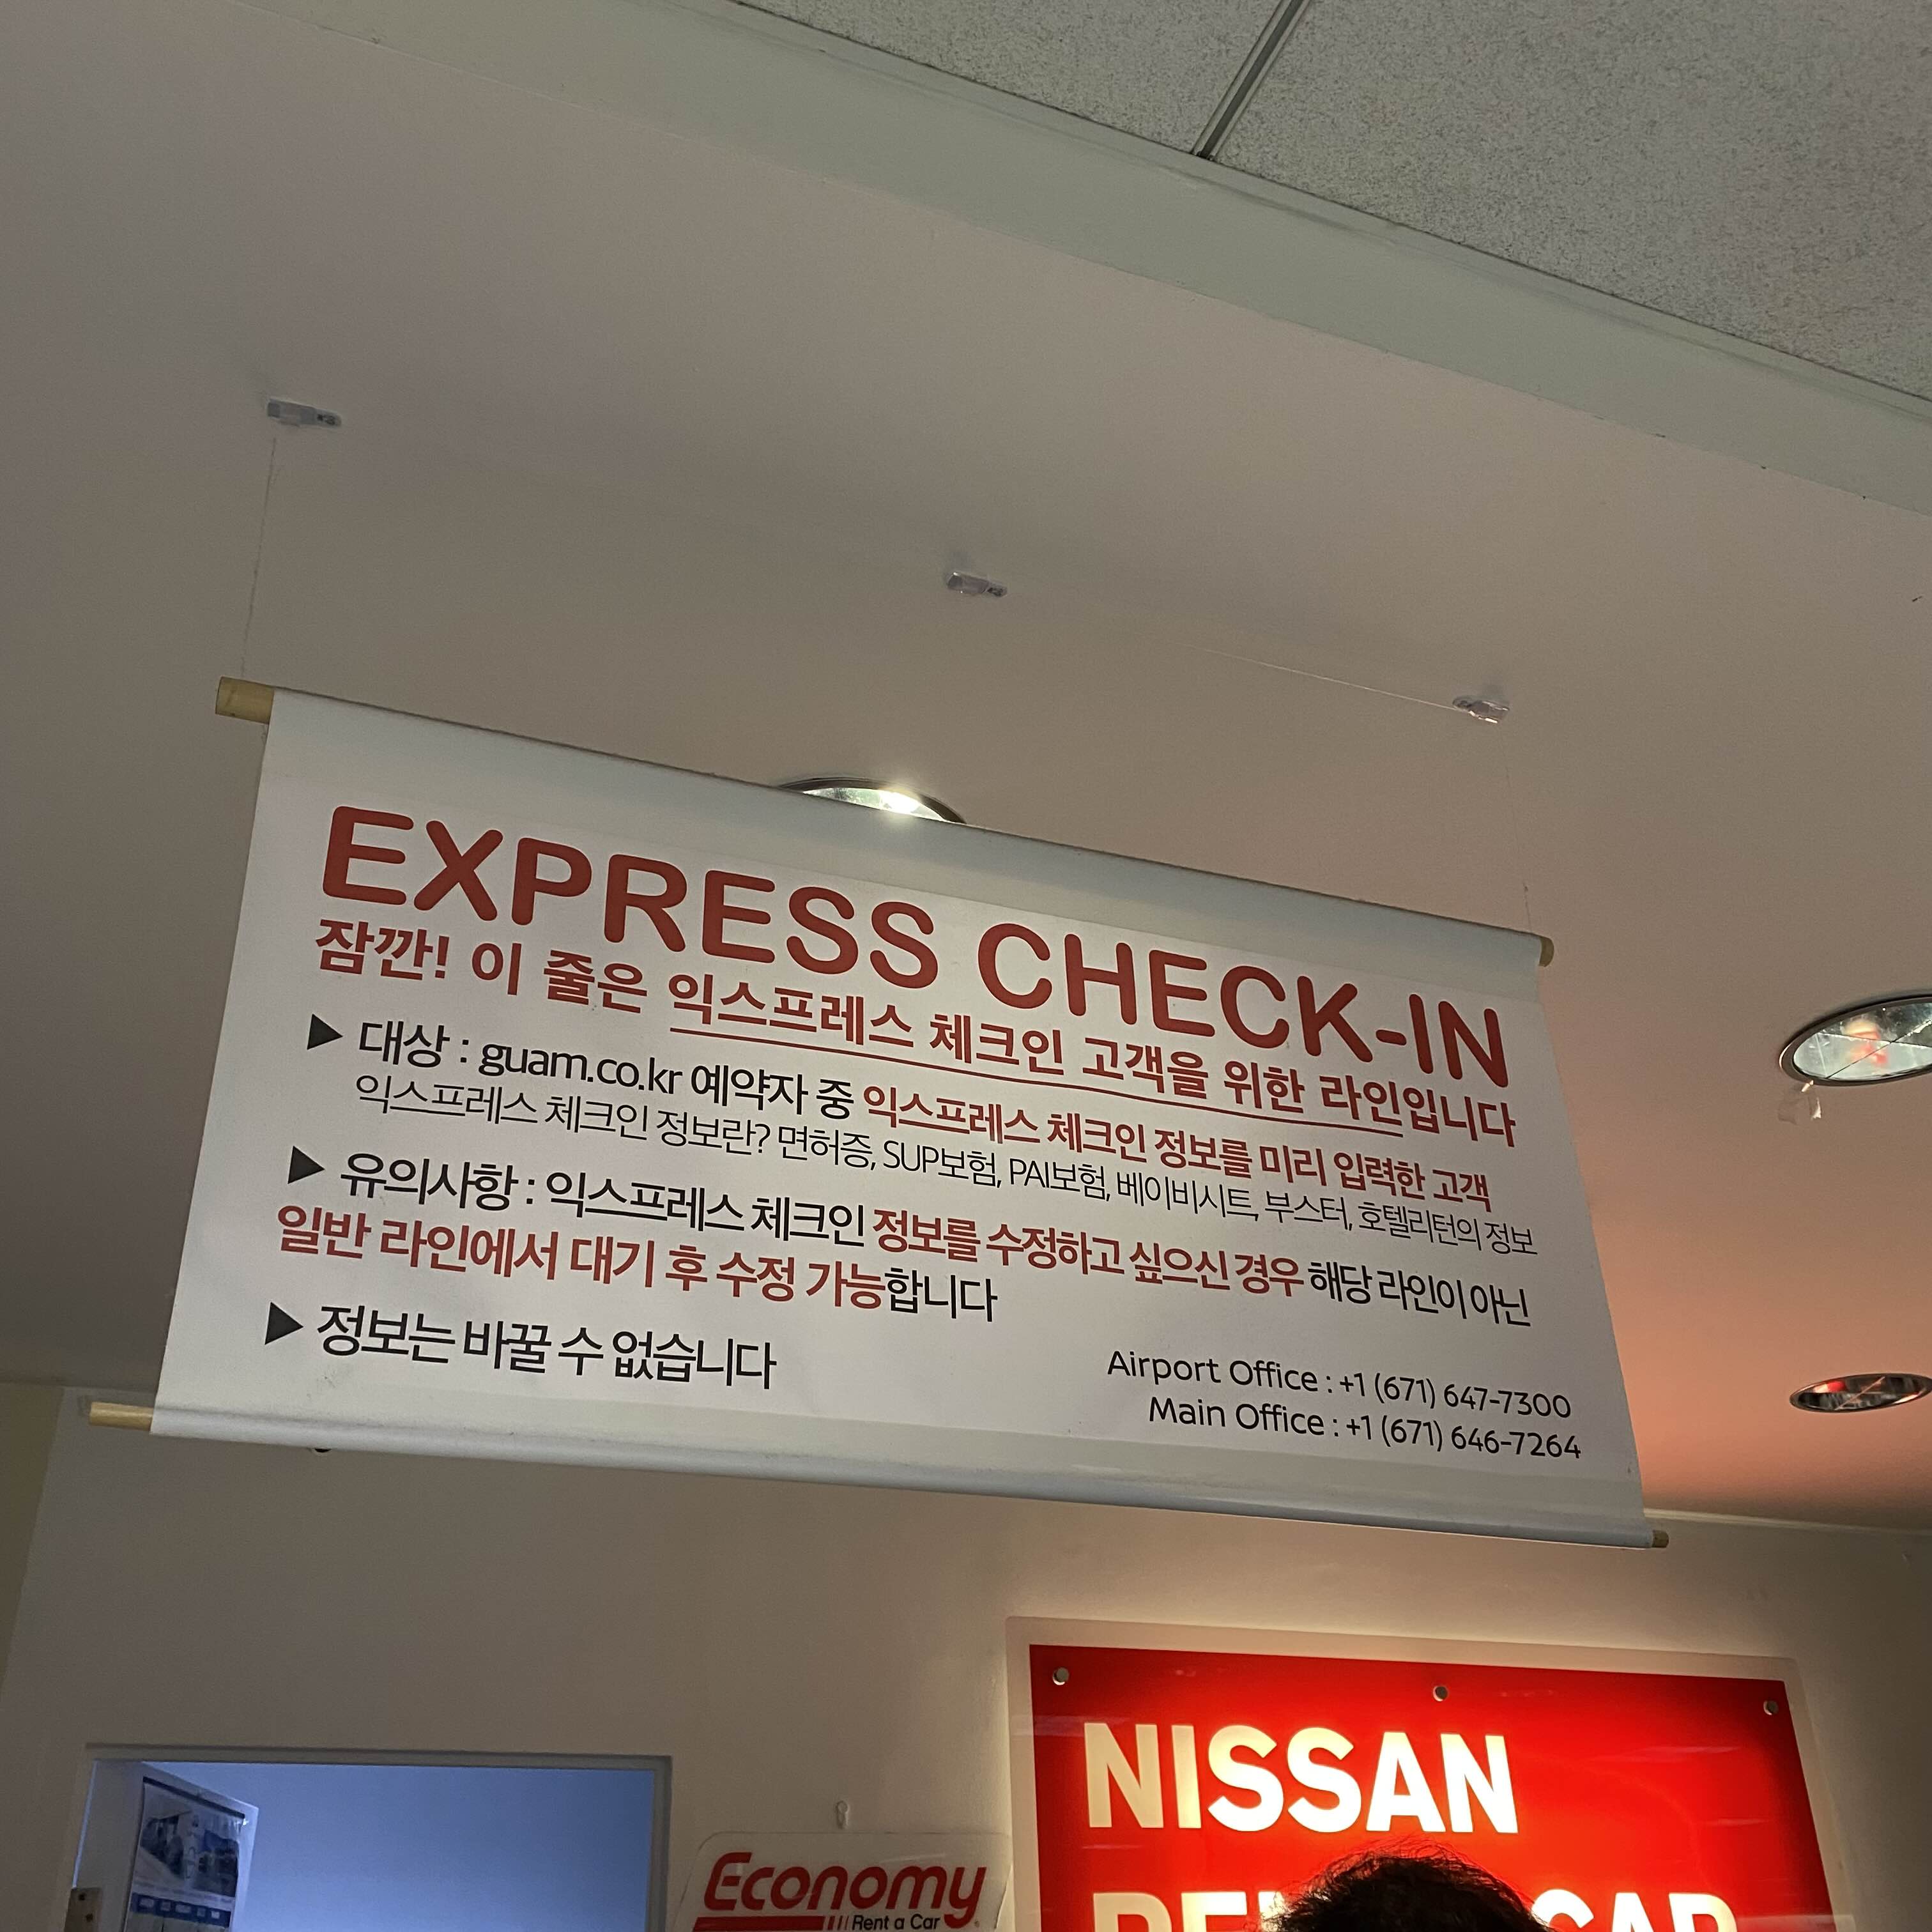 EXPRESS CHECK-IN
잠깐! 이 줄은 익스프레스 체크인 고객을 위한 라인입니다
▶ 대상 : guam.co.kr 예약자 중 익스프레스 체크인 정보를 미리 입력한 고객
익스프레스 체크인 정보란? 면허증, SUP보험, PAI보험, 베이비시트, 부스터, 호텔리턴의 정보
▶ 유의사항 : 익스프레스 체크인 정보를 수정하고 싶으신 경우 해당 라인이 아닌
일반 라인에서 대기 후 수정 가능합니다
▶ 정보는 바꿀 수 없습니다
Airport Office : +1 (671) 647-7300
Main Office : +1 (671) 646-7264
NISSAN
CAR
Economy
Rent a Car